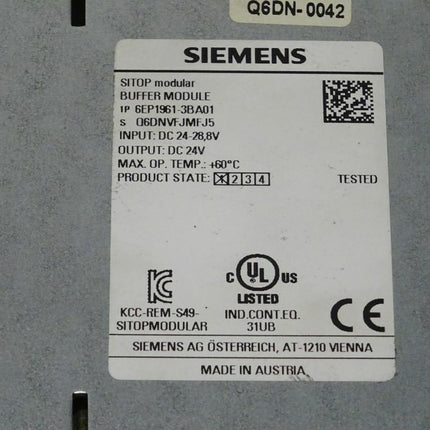 Q6DN-0042
SIEMENS
SITOP modular
BUFFER MODULE
1P 6EP1961-3BA01
S Q6DNVFJMFJ5
INPUT: DC 24-28,8V
OUTPUT: DC 24V
MAX. OP. TEMP.: +60°C
PRODUCT STATE: X 2 3 4 TESTED
KCC-REM-S49-
SITOPMODULAR
C UL US
LISTED
IND.CONT.EQ.
31UB
CE
SIEMENS AG ÖSTERREICH, AT-1210 VIENNA
MADE IN AUSTRIA